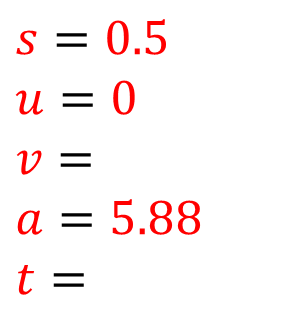 s = 0.5
u = 0
v =
a = 5.88
t =